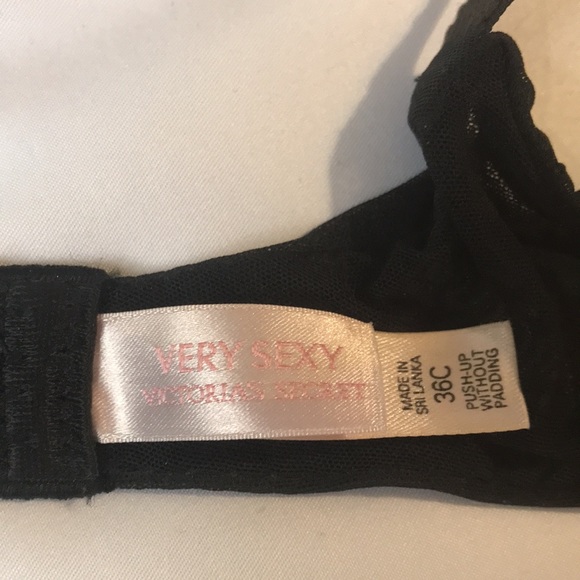 VERY SEXY
VICTORIA'S SECRET
MADE IN
SRI LANKA
36C
PUSH-UP
WITHOUT
PADDING